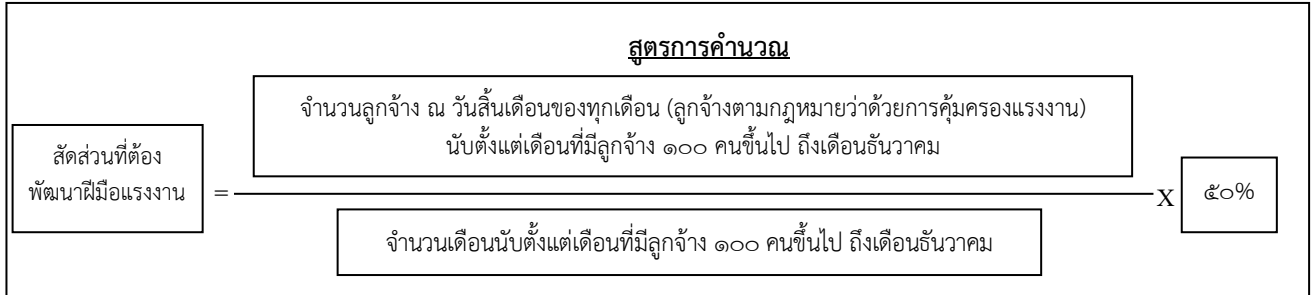 สูตรการคำนวณ
จำนวนลูกจ้าง ณ วันสิ้นเดือนของทุกเดือน (ลูกจ้างตามกฎหมายว่าด้วยการคุ้มครองแรงงาน)
นับตั้งแต่เดือนที่มีลูกจ้าง ๑๐๐ คนขึ้นไป ถึงเดือนธันวาคม
สัดส่วนที่ต้อง
พัฒนาฝีมือแรงงาน
=
X
๕๐%
จำนวนเดือนนับตั้งแต่เดือนที่มีลูกจ้าง ๑๐๐ คนขึ้นไป ถึงเดือนธันวาคม